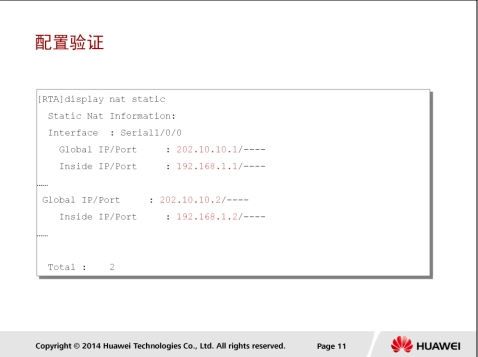 配置验证
[RTA]display nat static
Static Nat Information:
Interface : Serial1/0/0
Global IP/Port : 202.10.10.1/----
Inside IP/Port : 192.168.1.1/----
……
Global IP/Port : 202.10.10.2/----
Inside IP/Port : 192.168.1.2/----
……
Total : 2
Copyright © 2014 Huawei Technologies Co., Ltd. All rights reserved. Page 11 HUAWEI